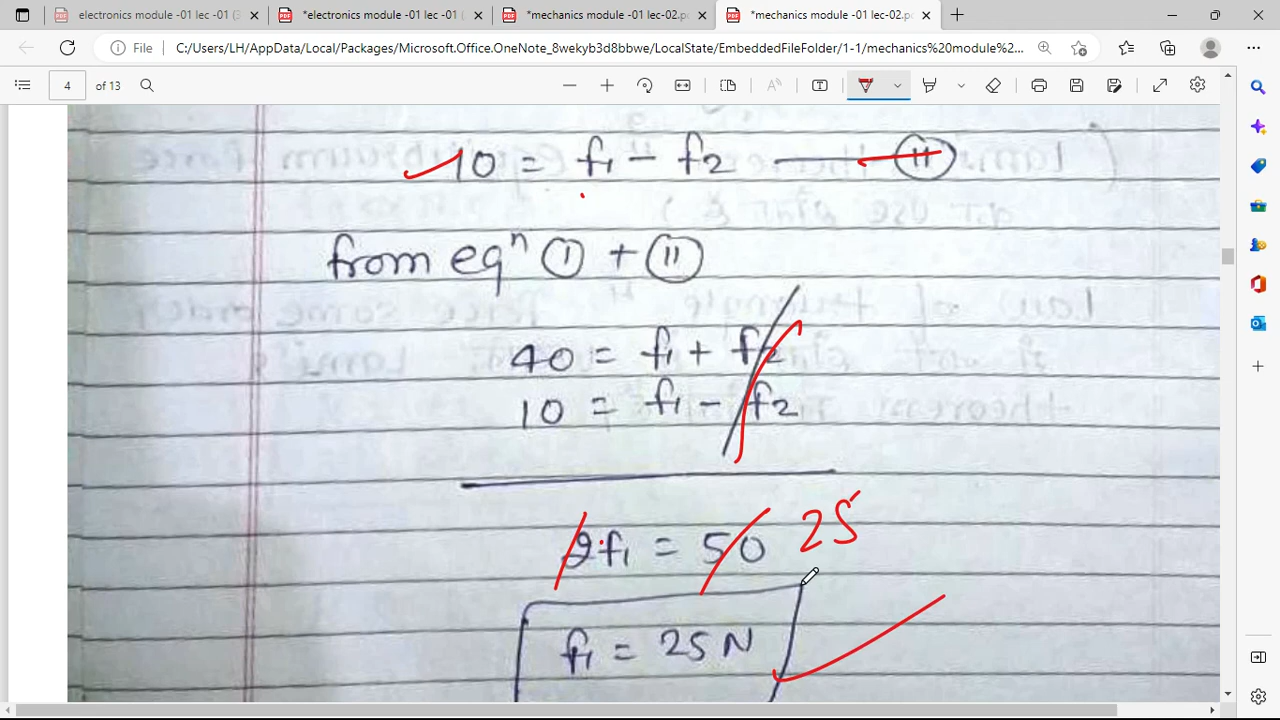 electronics module -01 lec -01 (
*electronics module -01 lec -01 (
*mechanics module -01 lec-02.p
*mechanics module -01 lec-02.p
File
C:/Users/LH/AppData/Local/Packages/Microsoft.Office.OneNote_8wekyb3d8bbwe/LocalState/EmbeddedFileFolder/1-1/mechanics%20module%2...
4 of 13
10 = f1 - f2 — (II)
from eqn (I) + (II)
40 = f1 + f2
10 = f1 - f2
2f1 = 50 25
f1 = 25 N